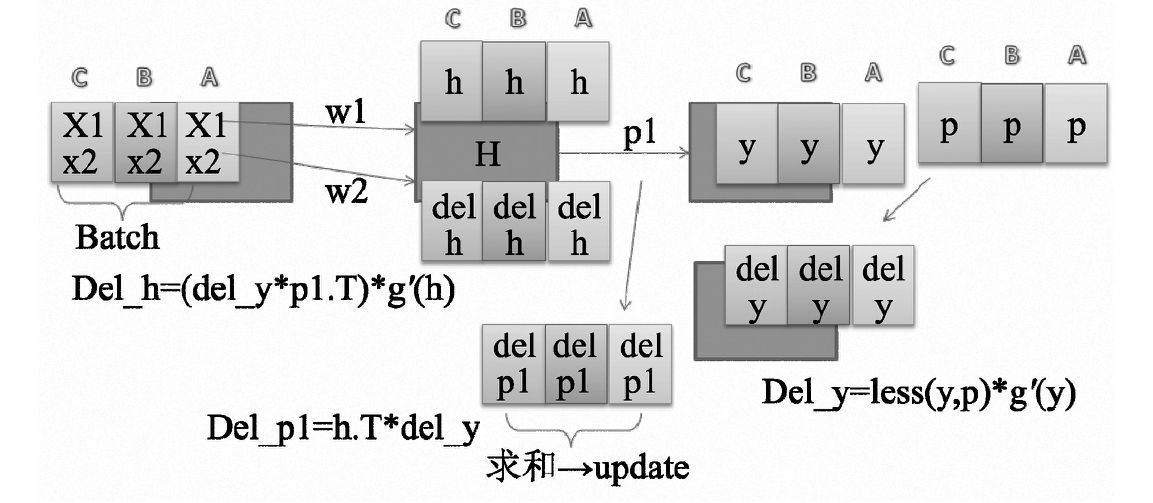 C B A
C B A
C B A
C B A
h h h
X1 X1 X1
x2 x2 x2
w1
w2
H
p1
y y y
p p p
del del del
h h h
Batch
Del_h=(del_y*p1.T)*g'(h)
del del del
y y y
del del del
p1 p1 p1
Del_y=less(y,p)*g'(y)
Del_p1=h.T*del_y
求和→update